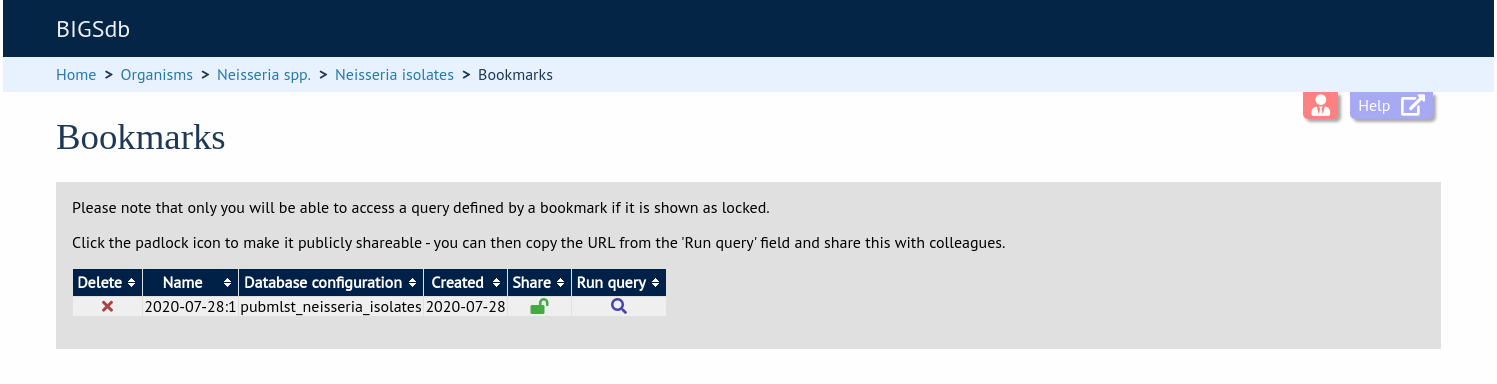 BIGSdb
Home > Organisms > Neisseria spp. > Neisseria isolates > Bookmarks
Help
Bookmarks
Please note that only you will be able to access a query defined by a bookmark if it is shown as locked.
Click the padlock icon to make it publicly shareable - you can then copy the URL from the 'Run query' field and share this with colleagues.
Delete Name Database configuration Created Share Run query
2020-07-28:1 pubmlst_neisseria_isolates 2020-07-28